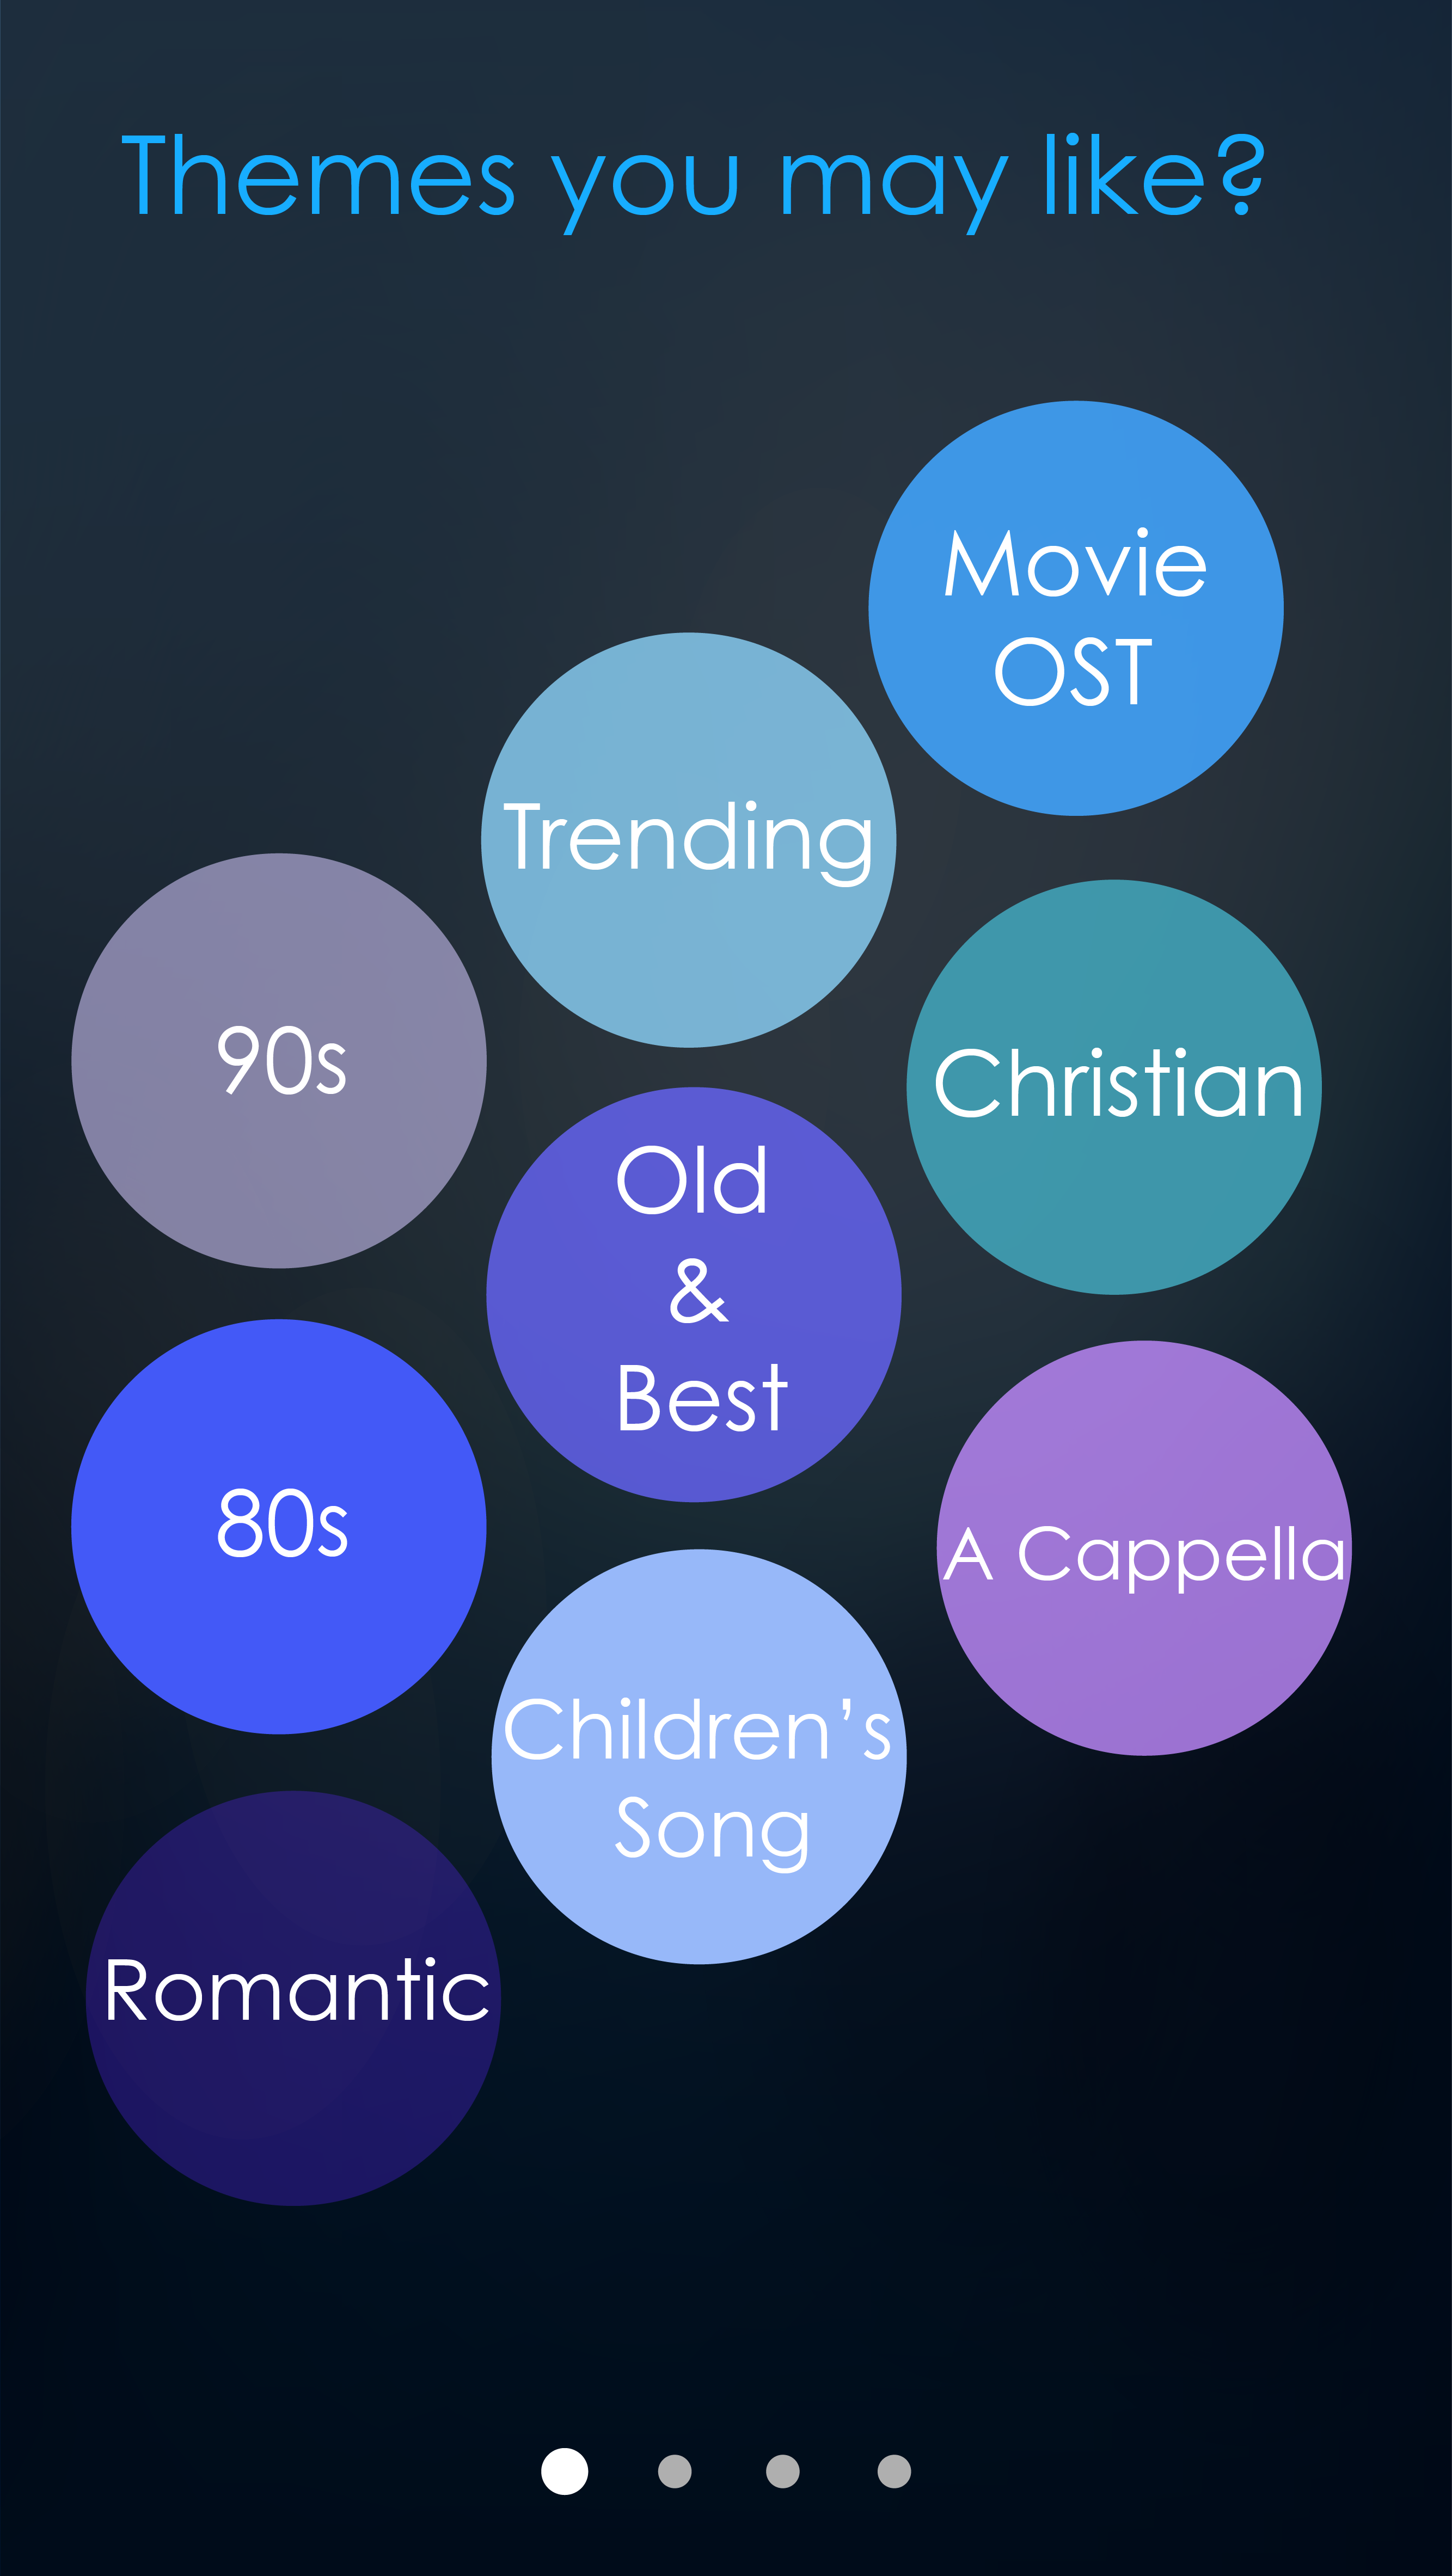 Themes you may like?
Movie
OST
Trending
90s
Christian
Old
&
Best
80s
A Cappella
Children’s
Song
Romantic